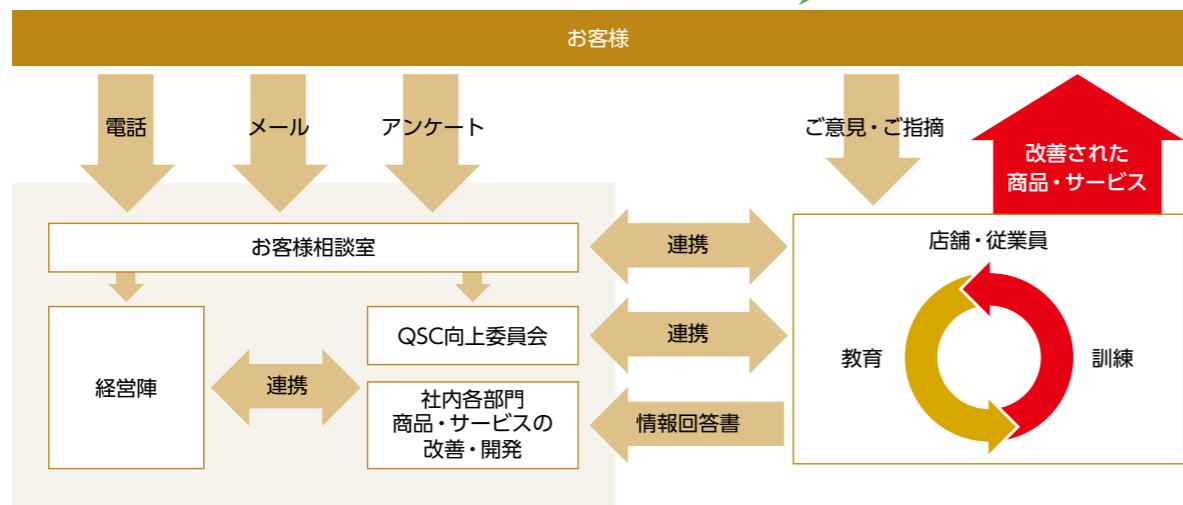 お客様
電話
メール
アンケート
ご意見・ご指摘
改善された
商品・サービス
お客様相談室
連携
店舗・従業員
QSC向上委員会
連携
教育
訓練
経営陣
連携
社内各部門
商品・サービスの
改善・開発
情報回答書